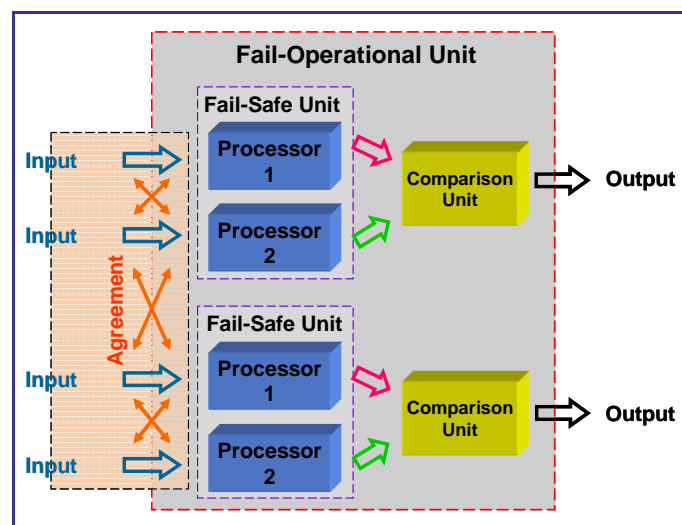 Fail-Operational Unit
Fail-Safe Unit
Input
Processor
1
Comparison
Unit
Output
Input
Processor
2
Agreement
Fail-Safe Unit
Input
Processor
1
Comparison
Unit
Output
Input
Processor
2